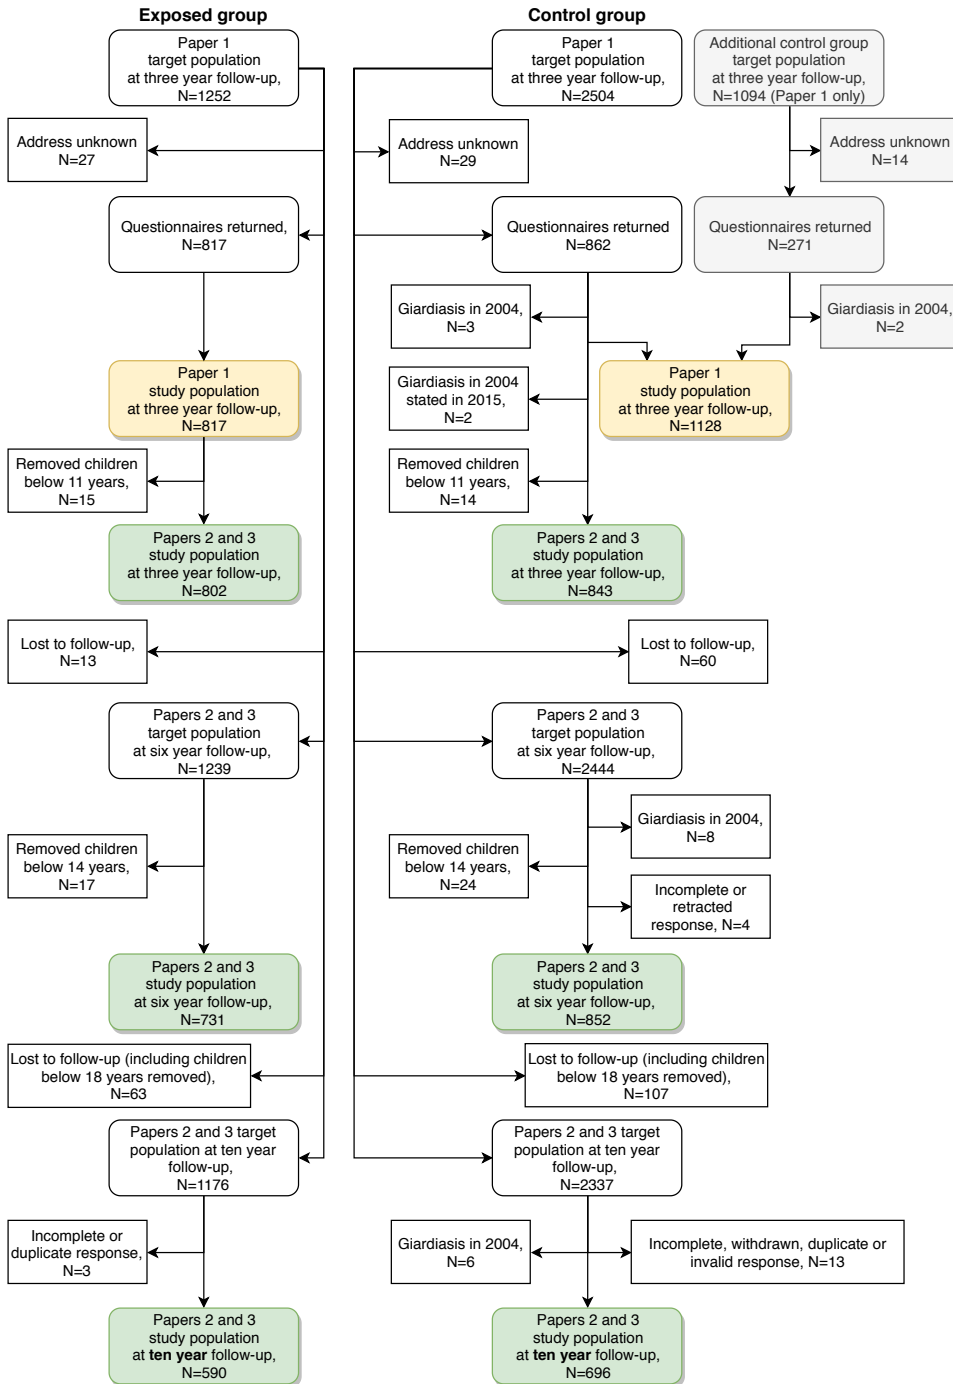 Exposed group
Control group
Paper 1
target population
at three year follow-up,
N=1252
Paper 1
target population
at three year follow-up,
N=2504
Additional control group
target population
at three year follow-up,
N=1094 (Paper 1 only)
Address unknown
N=27
Address unknown
N=29
Address unknown
N=14
Questionnaires returned,
N=817
Questionnaires returned
N=862
Questionnaires returned
N=271
Giardiasis in 2004,
N=3
Giardiasis in 2004,
N=2
Paper 1
study population
at three year follow-up,
N=817
Giardiasis in 2004
stated in 2015,
N=2
Paper 1
study population
at three year follow-up,
N=1128
Removed children
below 11 years,
N=15
Removed children
below 11 years,
N=14
Papers 2 and 3
study population
at three year follow-up,
N=802
Papers 2 and 3
study population
at three year follow-up,
N=843
Lost to follow-up,
N=13
Lost to follow-up,
N=60
Papers 2 and 3
target population
at six year follow-up,
N=1239
Papers 2 and 3
target population
at six year follow-up,
N=2444
Giardiasis in 2004,
N=8
Removed children
below 14 years,
N=17
Removed children
below 14 years,
N=24
Incomplete or
retracted
response, N=4
Papers 2 and 3
study population
at six year follow-up,
N=731
Papers 2 and 3
study population
at six year follow-up,
N=852
Lost to follow-up (including children
below 18 years removed),
N=63
Lost to follow-up (including children
below 18 years removed),
N=107
Papers 2 and 3 target
population at ten year
follow-up,
N=1176
Papers 2 and 3 target
population at ten year
follow-up,
N=2337
Incomplete or
duplicate response,
N=3
Giardiasis in 2004,
N=6
Incomplete, withdrawn, duplicate or
invalid response, N=13
Papers 2 and 3
study population
at ten year follow-up,
N=590
Papers 2 and 3
study population
at ten year follow-up,
N=696